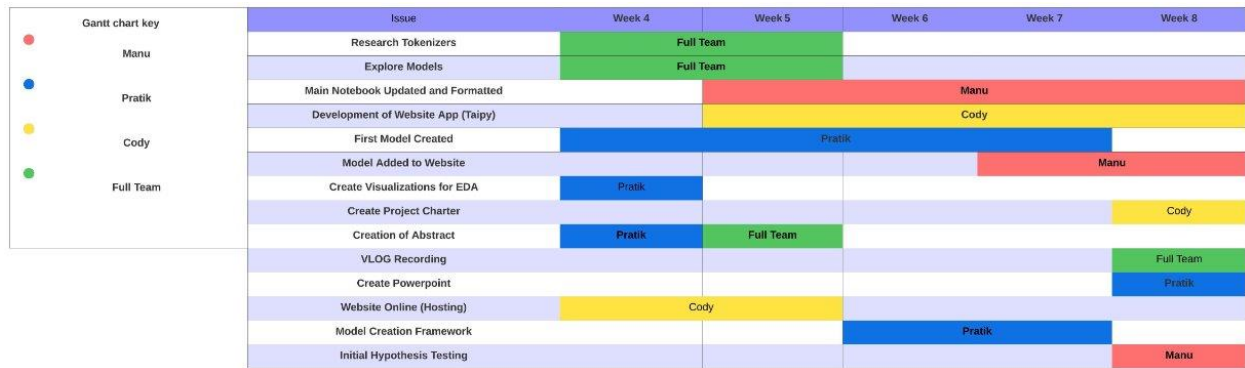 Gantt chart key
Manu
Pratik
Cody
Full Team
Issue Week 4 Week 5 Week 6 Week 7 Week 8
Research Tokenizers Full Team
Explore Models Full Team
Main Notebook Updated and Formatted Manu
Development of Website App (Taipy) Cody
First Model Created Pratik
Model Added to Website Manu
Create Visualizations for EDA Pratik
Create Project Charter Cody
Creation of Abstract Pratik Full Team
VLOG Recording Full Team
Create Powerpoint Pratik
Website Online (Hosting) Cody
Model Creation Framework Pratik
Initial Hypothesis Testing Manu